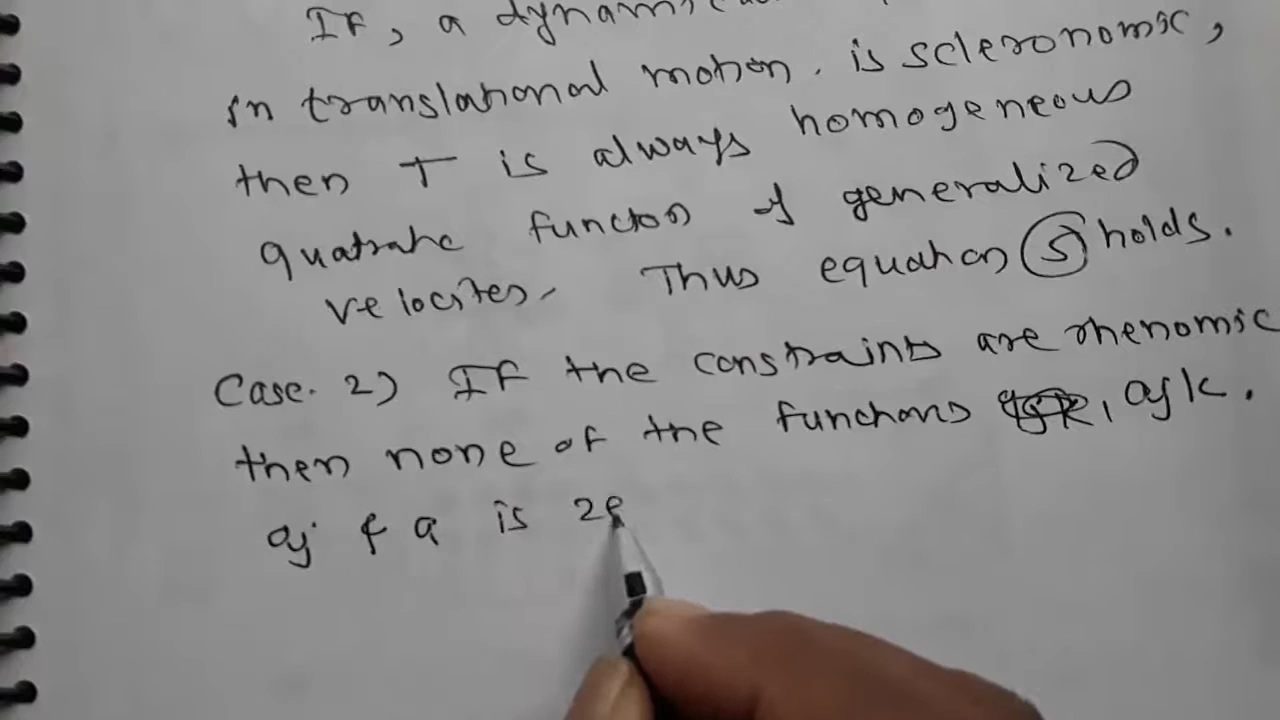 IF, a dynamical
in translational motion. is scleronomic,
then T is always homogeneous
quatratic function of generalized
velocites. Thus equation (5) holds.
Case. 2) IF the constraints are rhenomic
then none of the functions , ajk.
aj & a is ze